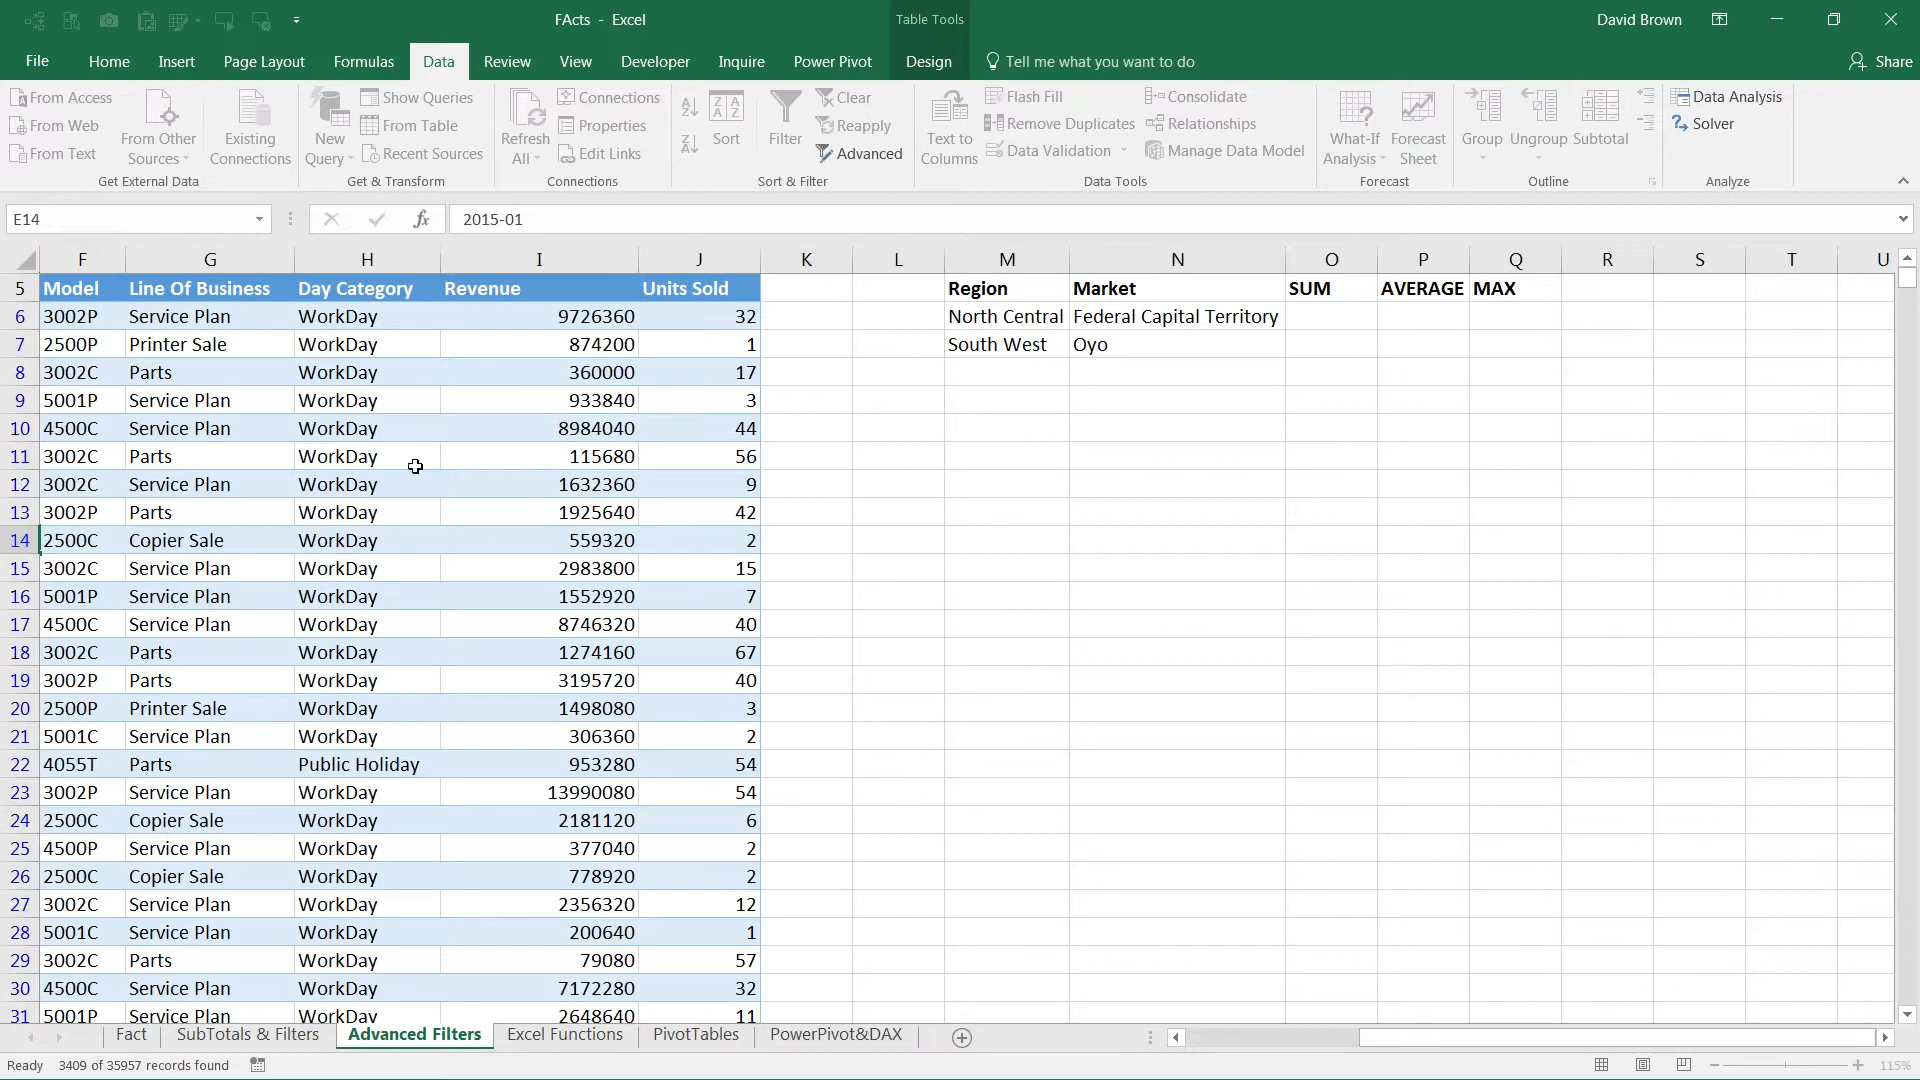 FActs - Excel
Table Tools
David Brown
File Home Insert Page Layout Formulas Data Review View Developer Inquire Power Pivot Design Tell me what you want to do Share
From Access
From Web
From Text
From Other Sources
Existing Connections
Get External Data
New Query
Show Queries
From Table
Recent Sources
Get & Transform
Refresh All
Connections
Properties
Edit Links
Connections
Sort
Filter
Clear
Reapply
Advanced
Sort & Filter
Text to Columns
Flash Fill
Remove Duplicates
Data Validation
Consolidate
Relationships
Manage Data Model
Data Tools
What-If Analysis
Forecast Sheet
Forecast
Group
Ungroup
Subtotal
Outline
Data Analysis
Solver
Analyze
E14 fx 2015-01
F G H I J K L M N O P Q R S T U
5 Model Line Of Business Day Category Revenue Units Sold Region Market SUM AVERAGE MAX
6 3002P Service Plan WorkDay 9726360 32 North Central Federal Capital Territory
7 2500P Printer Sale WorkDay 874200 1 South West Oyo
8 3002C Parts WorkDay 360000 17
9 5001P Service Plan WorkDay 933840 3
10 4500C Service Plan WorkDay 8984040 44
11 3002C Parts WorkDay 115680 56
12 3002C Service Plan WorkDay 1632360 9
13 3002P Parts WorkDay 1925640 42
14 2500C Copier Sale WorkDay 559320 2
15 3002C Service Plan WorkDay 2983800 15
16 5001P Service Plan WorkDay 1552920 7
17 4500C Service Plan WorkDay 8746320 40
18 3002C Parts WorkDay 1274160 67
19 3002P Parts WorkDay 3195720 40
20 2500P Printer Sale WorkDay 1498080 3
21 5001C Service Plan WorkDay 306360 2
22 4055T Parts Public Holiday 953280 54
23 3002P Service Plan WorkDay 13990080 54
24 2500C Copier Sale WorkDay 2181120 6
25 4500P Service Plan WorkDay 377040 2
26 2500C Copier Sale WorkDay 778920 2
27 3002C Service Plan WorkDay 2356320 12
28 5001C Service Plan WorkDay 200640 1
29 3002C Parts WorkDay 79080 57
30 4500C Service Plan WorkDay 7172280 32
31 5001P Service Plan WorkDay 2648640 11
Fact SubTotals & Filters Advanced Filters Excel Functions PivotTables PowerPivot&DAX
Ready 3409 of 35957 records found 115%